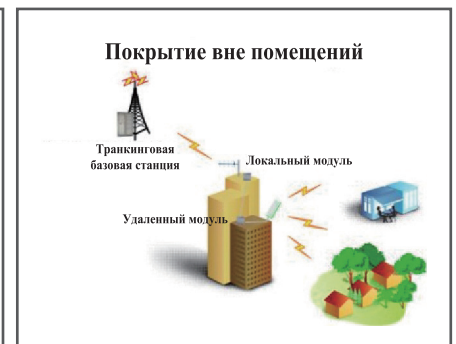 Покрытие вне помещений
Транкинговая
базовая станция
Локальный модуль
Удаленный модуль